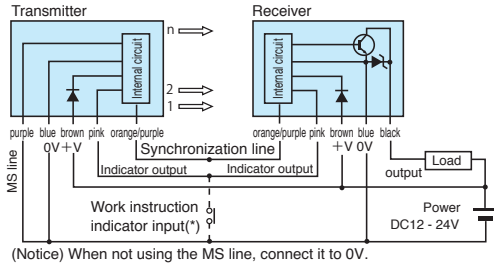 Transmitter
Receiver
n
2
1
Internal circuit
Internal circuit
purple blue brown pink orange/purple
0V +V
orange/purple pink brown blue black
+V 0V
MS line
Synchronization line
Indicator output
Indicator output
output
Load
Work instruction
indicator input(*)
Power
DC12 - 24V
(Notice) When not using the MS line, connect it to 0V.